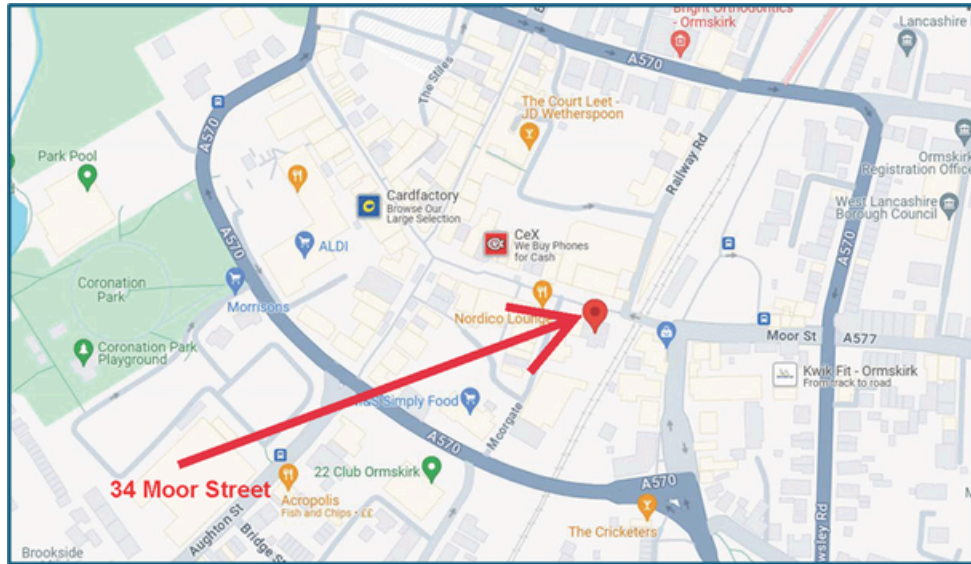 Bright Orthodontics
- Ormskirk
A570
Lancashire
The Stiles
The Court Leet -
JD Wetherspoon
Railway Rd
A570
Park Pool
Ormskirk
Registration Office
Cardfactory
Browse Our
Large Selection
West Lancashire
Borough Council
CeX
We Buy Phones
for Cash
ALDI
A570
A570
Coronation
Park
Morrisons
Nordico Lounge
Moor St
A577
Coronation Park
Playground
Kwik Fit - Ormskirk
From track to road
Simply Food
Moorgate
A570
22 Club Ormskirk
A570
34 Moor Street
Acropolis
Fish and Chips • ££
The Cricketers
Aughton St
Bridge St
Brookside